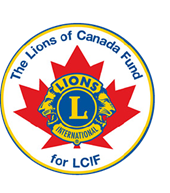 The Lions of Canada Fund
LIONS
L
INTERNATIONAL
for LCIF